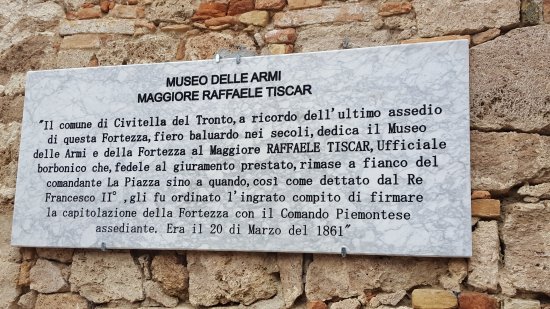 MUSEO DELLE ARMI
MAGGIORE RAFFAELE TISCAR
"Il comune di Civitella del Tronto, a ricordo dell'ultimo assedio
di questa Fortezza, fiero baluardo nei secoli, dedica il Museo
delle Armi e della Fortezza al Maggiore RAFFAELE TISCAR, Ufficiale
borbonico che, fedele al giuramento prestato, rimase a fianco del
comandante La Piazza sino a quando, così come dettato dal Re
Francesco II°, gli fu ordinato l'ingrato compito di firmare
la capitolazione della Fortezza con il Comando Piemontese
assediante. Era il 20 di Marzo del 1861"